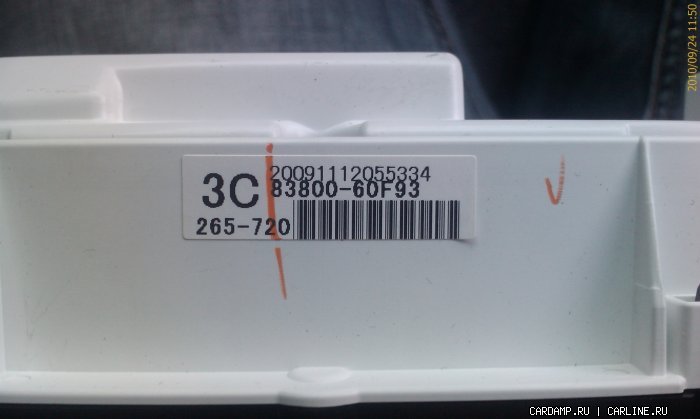 2010/09/24 11:50
20091112055334
3C 83800-60F93
265-720
CARDAMP.RU | CARLINE.RU